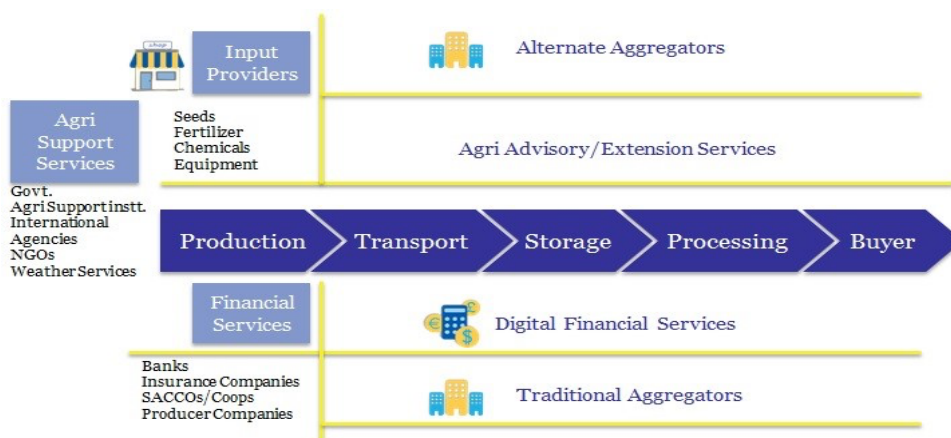 Input
Providers
Alternate Aggregators
Agri
Support
Services
Seeds
Fertilizer
Chemicals
Equipment
Agri Advisory/Extension Services
Govt.
Agri Support instt.
International
Agencies
NGOs
Weather Services
Production
Transport
Storage
Processing
Buyer
Financial
Services
€
£
$
Digital Financial Services
Banks
Insurance Companies
SACCOs/Coops
Producer Companies
Traditional Aggregators